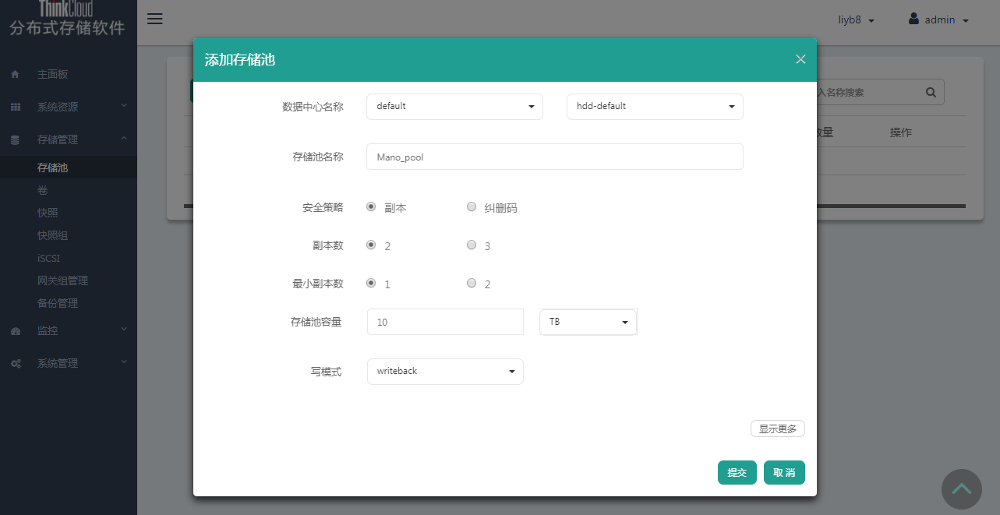 ThinkCloud
分布式存储软件
liyb8
admin
主面板
系统资源
存储管理
存储池
卷
快照
快照组
iSCSI
网关组管理
备份管理
监控
系统管理
入名称搜索
数量
操作
添加存储池
数据中心名称 default hdd-default
存储池名称 Mano_pool
安全策略 副本 纠删码
副本数 2 3
最小副本数 1 2
存储池容量 10 TB
写模式 writeback
显示更多
提交 取 消